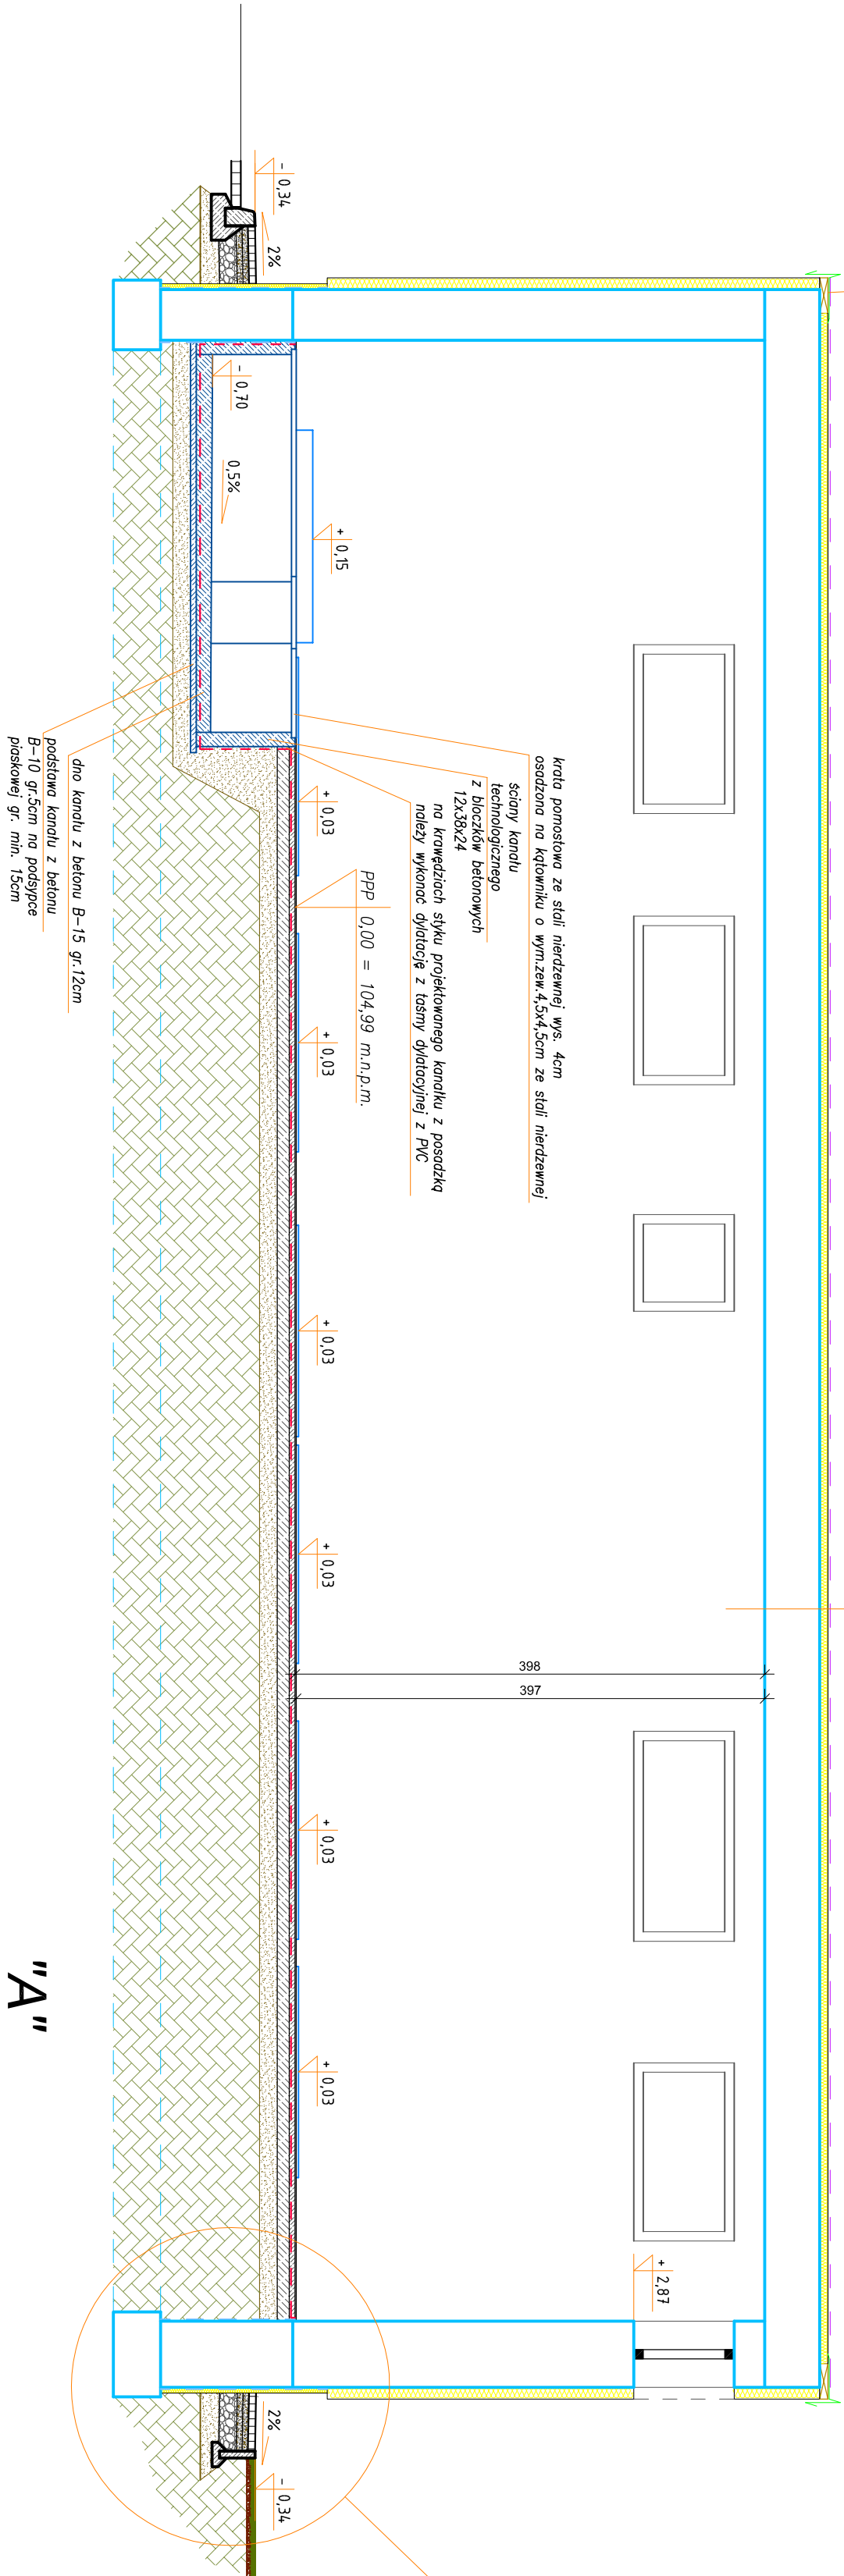 - 0,34
2%
- 0,70
0,5%
+ 0,15
krata pomostowa ze stali nierdzewnej wys. 4cm
osadzona na kątowniku o wym.zew.4,5x4,5cm ze stali nierdzewnej
ściany kanału
technologicznego
z bloczków betonowych
12x38x24
na krawędziach styku projektowanego kanałku z posadzką
należy wykonać dylatację z taśmy dylatacyjnej z PVC
PPP 0,00 = 104,99 m.n.p.m.
+ 0,03
+ 0,03
+ 0,03
+ 0,03
+ 0,03
+ 0,03
dno kanału z betonu B-15 gr.12cm
podstawa kanału z betonu
B-10 gr.5cm na podsypce
piaskowej gr. min. 15cm
398
397
+ 2,87
2%
- 0,34
"A"